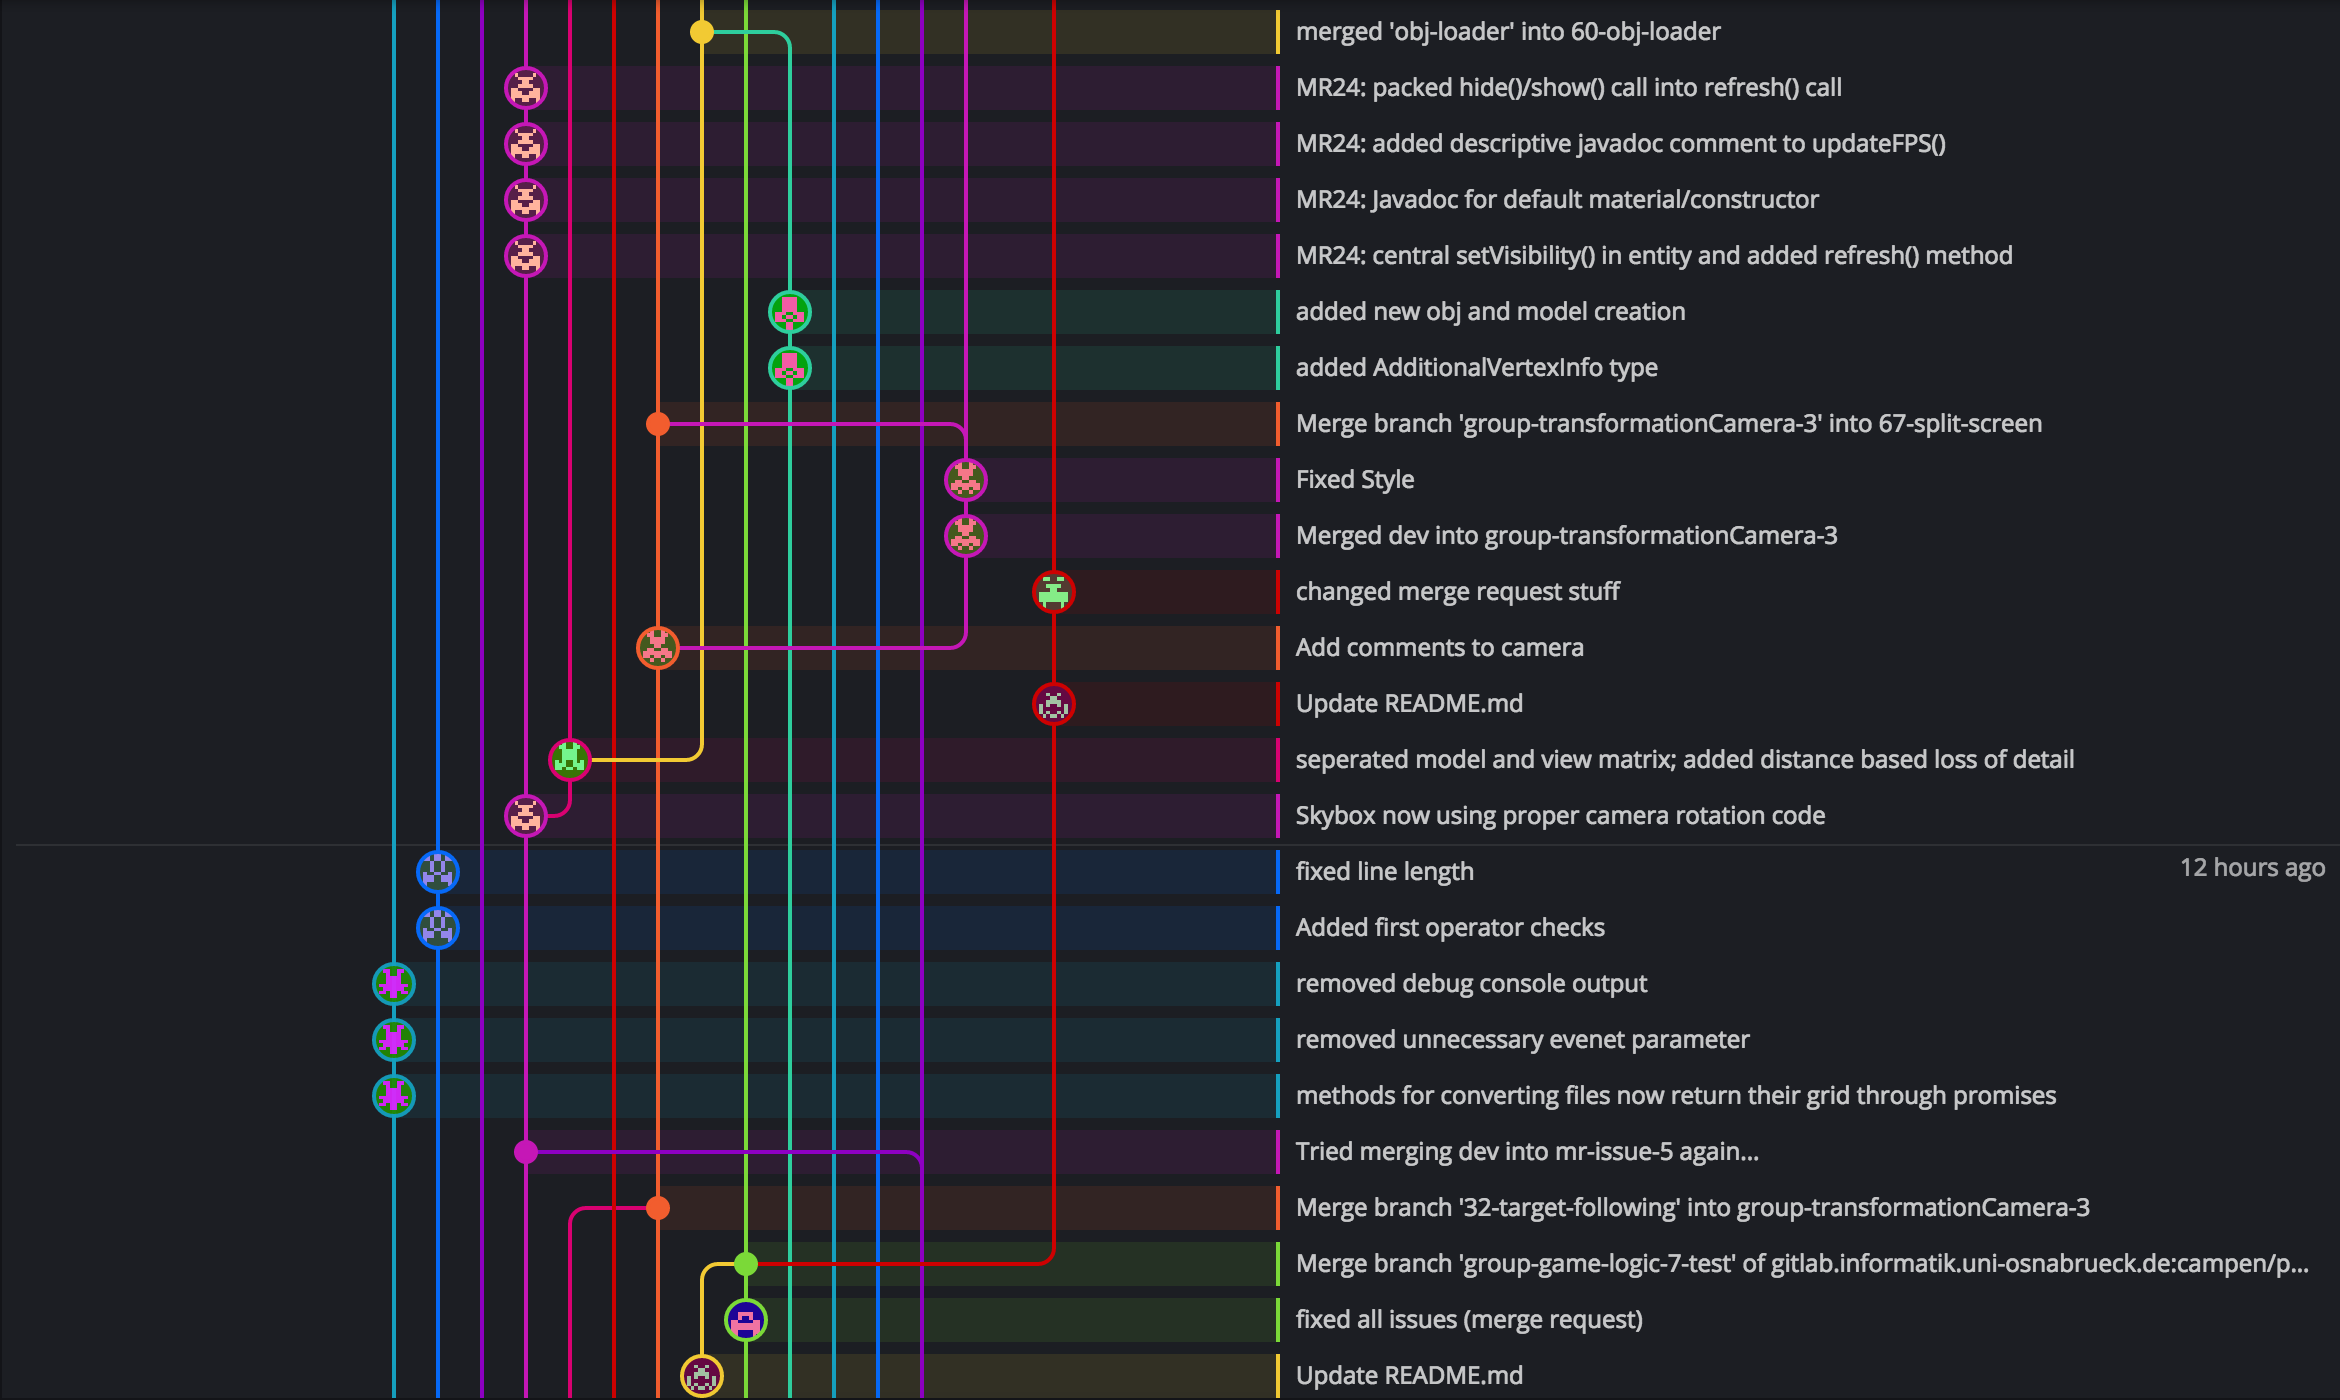 merged 'obj-loader' into 60-obj-loader
MR24: packed hide()/show() call into refresh() call
MR24: added descriptive javadoc comment to updateFPS()
MR24: Javadoc for default material/constructor
MR24: central setVisibility() in entity and added refresh() method
added new obj and model creation
added AdditionalVertexInfo type
Merge branch 'group-transformationCamera-3' into 67-split-screen
Fixed Style
Merged dev into group-transformationCamera-3
changed merge request stuff
Add comments to camera
Update README.md
seperated model and view matrix; added distance based loss of detail
Skybox now using proper camera rotation code
fixed line length
12 hours ago
Added first operator checks
removed debug console output
removed unnecessary evenet parameter
methods for converting files now return their grid through promises
Tried merging dev into mr-issue-5 again...
Merge branch '32-target-following' into group-transformationCamera-3
Merge branch 'group-game-logic-7-test' of gitlab.informatik.uni-osnabrueck.de:campen/p...
fixed all issues (merge request)
Update README.md